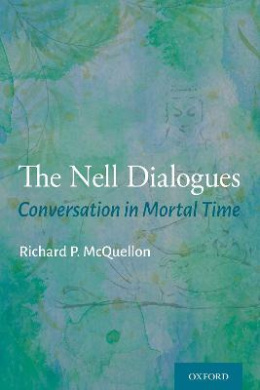 The Nell Dialogues
Conversation in Mortal Time
Richard P. McQuellon
OXFORD